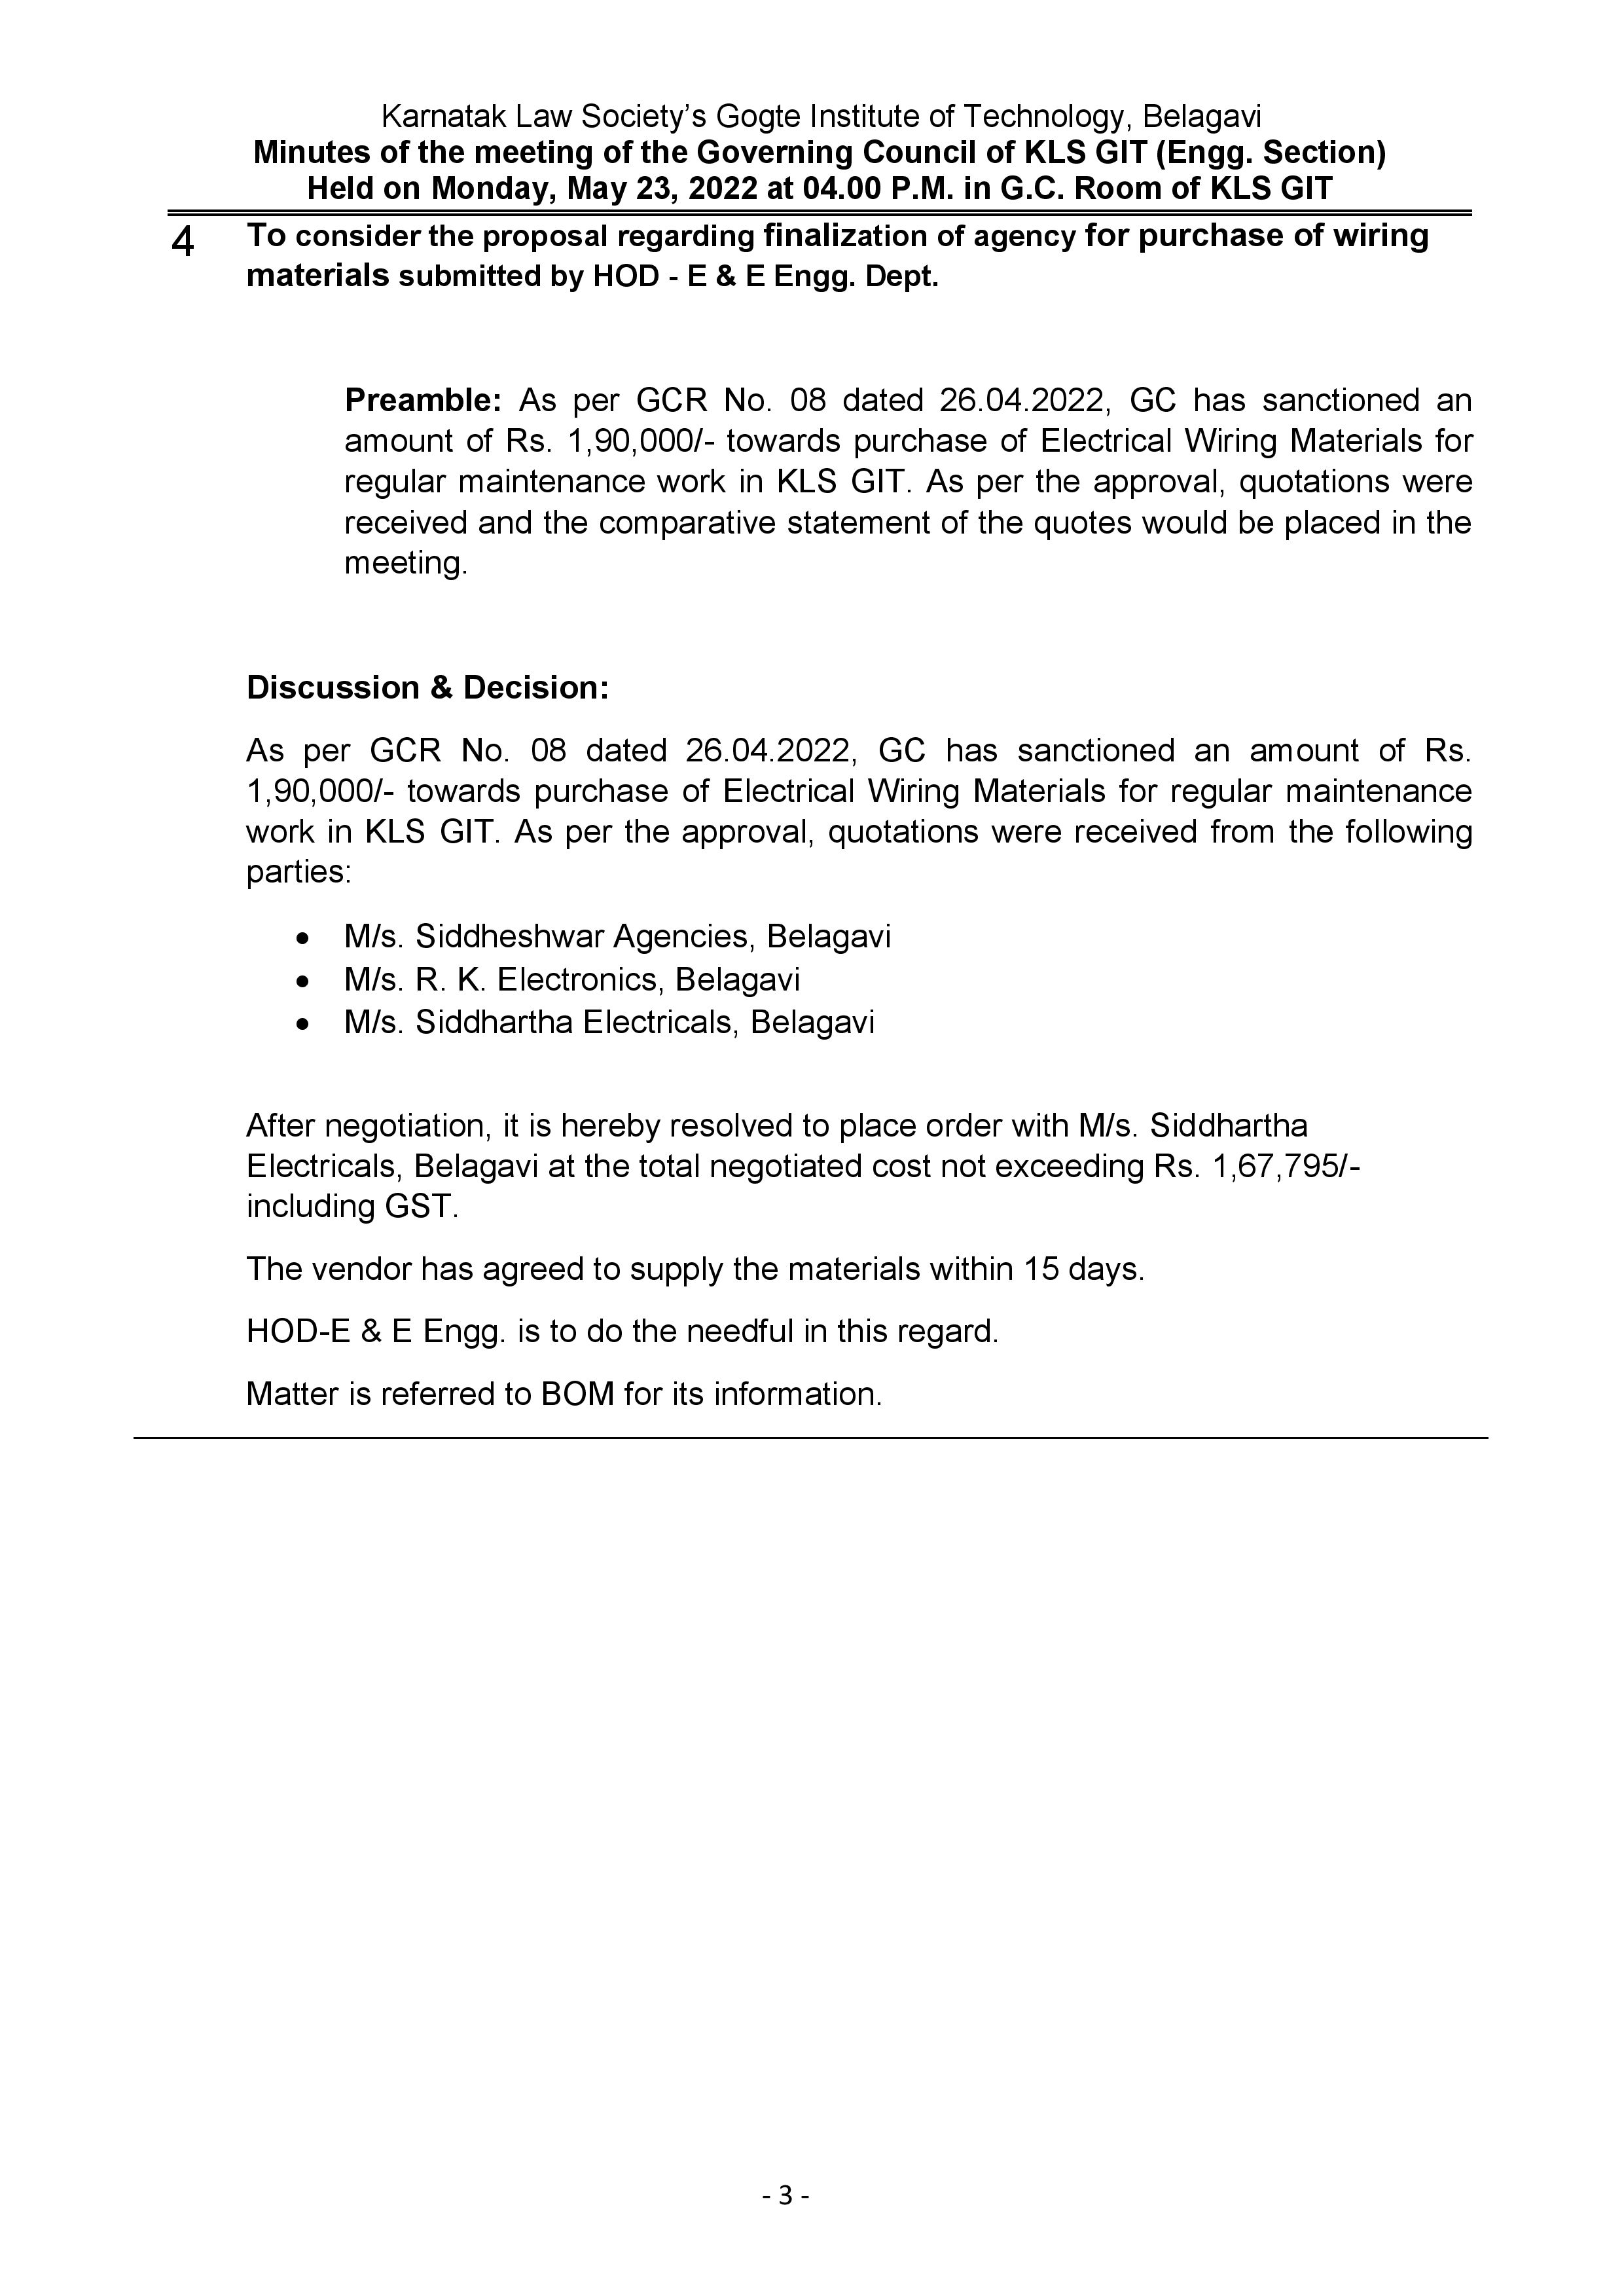 Karnatak Law Society’s Gogte Institute of Technology, Belagavi
Minutes of the meeting of the Governing Council of KLS GIT (Engg. Section)
Held on Monday, May 23, 2022 at 04.00 P.M. in G.C. Room of KLS GIT
4 To consider the proposal regarding finalization of agency for purchase of wiring
materials submitted by HOD - E & E Engg. Dept.
Preamble: As per GCR No. 08 dated 26.04.2022, GC has sanctioned an
amount of Rs. 1,90,000/- towards purchase of Electrical Wiring Materials for
regular maintenance work in KLS GIT. As per the approval, quotations were
received and the comparative statement of the quotes would be placed in the
meeting.
Discussion & Decision:
As per GCR No. 08 dated 26.04.2022, GC has sanctioned an amount of Rs.
1,90,000/- towards purchase of Electrical Wiring Materials for regular maintenance
work in KLS GIT. As per the approval, quotations were received from the following
parties:
• M/s. Siddheshwar Agencies, Belagavi
• M/s. R. K. Electronics, Belagavi
• M/s. Siddhartha Electricals, Belagavi
After negotiation, it is hereby resolved to place order with M/s. Siddhartha
Electricals, Belagavi at the total negotiated cost not exceeding Rs. 1,67,795/-
including GST.
The vendor has agreed to supply the materials within 15 days.
HOD-E & E Engg. is to do the needful in this regard.
Matter is referred to BOM for its information.
- 3 -